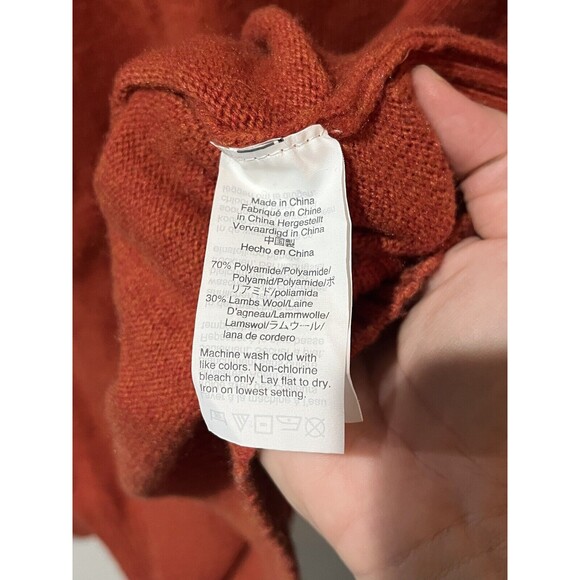 Made in China
Fabriqué en Chine
in China Hergestellt
Vervaardigd in China
中国製
Hecho en China
70% Polyamide/Polyamide/
Polyamid/Polyamide/ポ
リアミド/poliamida
30% Lambs Wool/Laine
D'agneau/Lammwolle/
Lamswol/ラムウール/
lana de cordero
Machine wash cold with
like colors. Non-chlorine
bleach only. Lay flat to dry.
Iron on lowest setting.